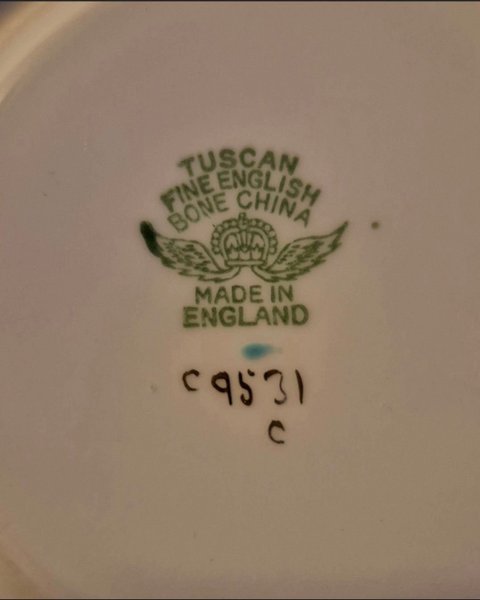 TUSCAN
FINE ENGLISH
BONE CHINA
MADE IN
ENGLAND
C9531
C